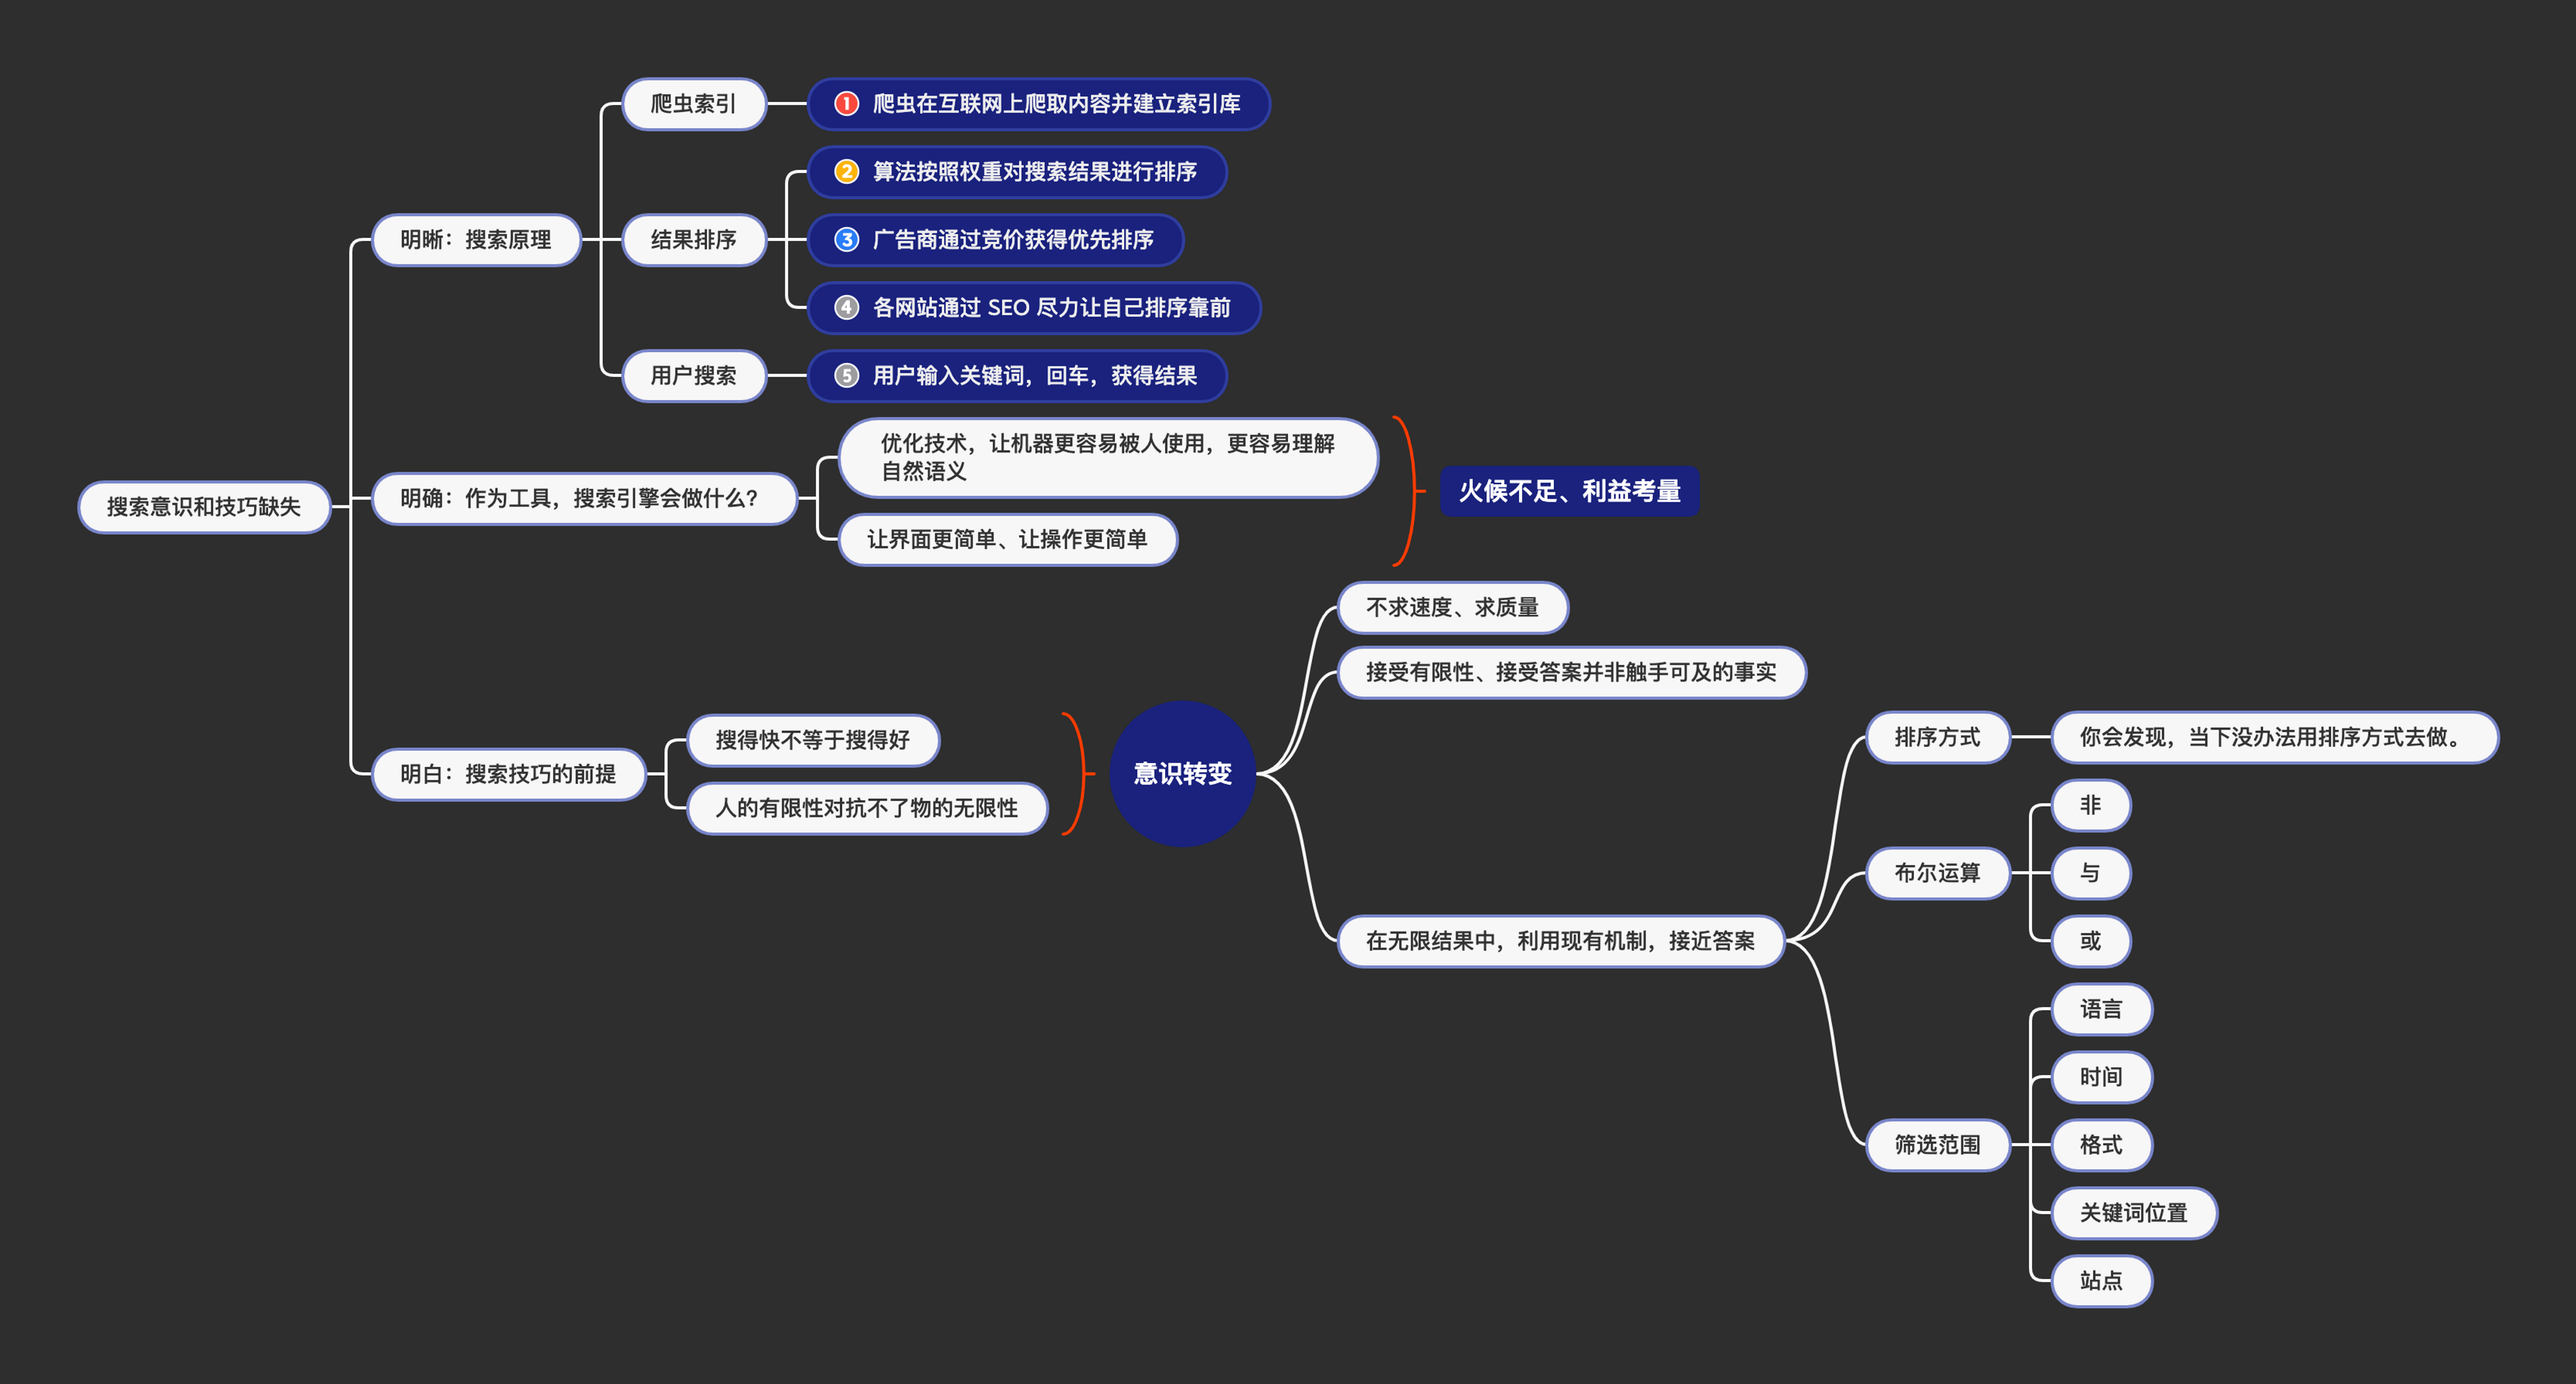 搜索意识和技巧缺失
明晰：搜索原理
爬虫索引
1 爬虫在互联网上爬取内容并建立索引库
结果排序
2 算法按照权重对搜索结果进行排序
3 广告商通过竞价获得优先排序
4 各网站通过 SEO 尽力让自己排序靠前
用户搜索
5 用户输入关键词，回车，获得结果
明确：作为工具，搜索引擎会做什么？
优化技术，让机器更容易被人使用，更容易理解
自然语义
让界面更简单、让操作更简单
火候不足、利益考量
明白：搜索技巧的前提
搜得快不等于搜得好
人的有限性对抗不了物的无限性
意识转变
不求速度、求质量
接受有限性、接受答案并非触手可及的事实
在无限结果中，利用现有机制，接近答案
排序方式
你会发现，当下没办法用排序方式去做。
布尔运算
非
与
或
筛选范围
语言
时间
格式
关键词位置
站点